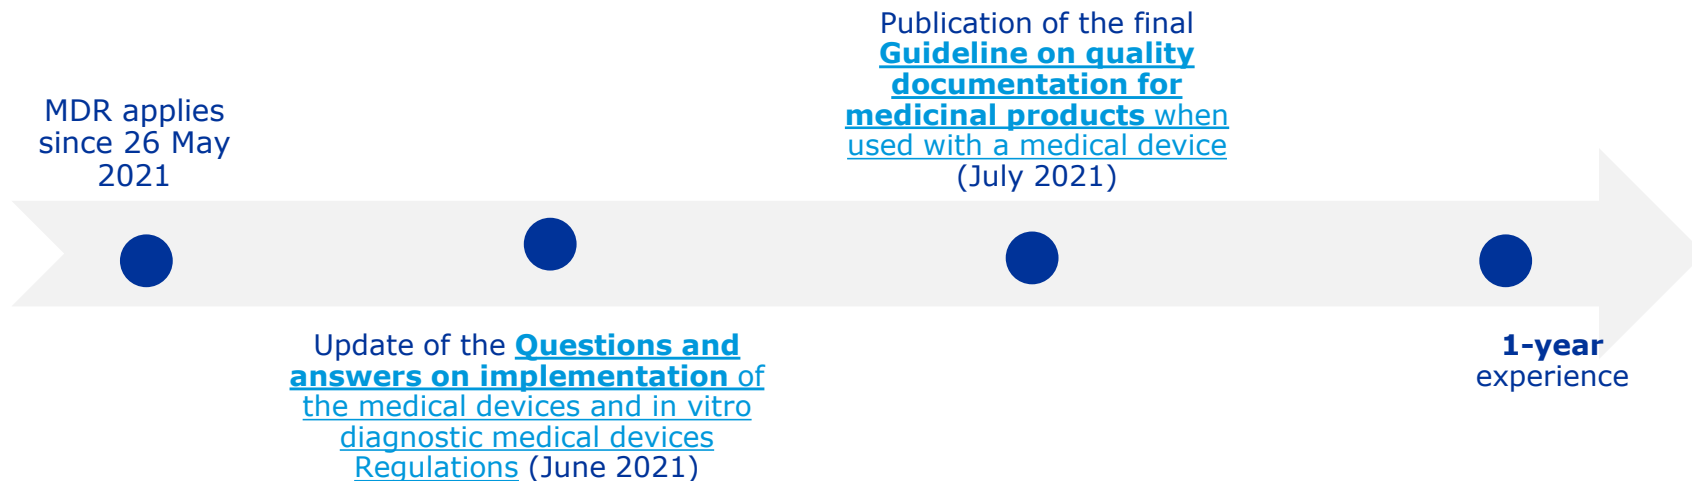 MDR applies
since 26 May
2021
Update of the Questions and
answers on implementation of
the medical devices and in vitro
diagnostic medical devices
Regulations (June 2021)
Publication of the final
Guideline on quality
documentation for
medicinal products when
used with a medical device
(July 2021)
1-year
experience